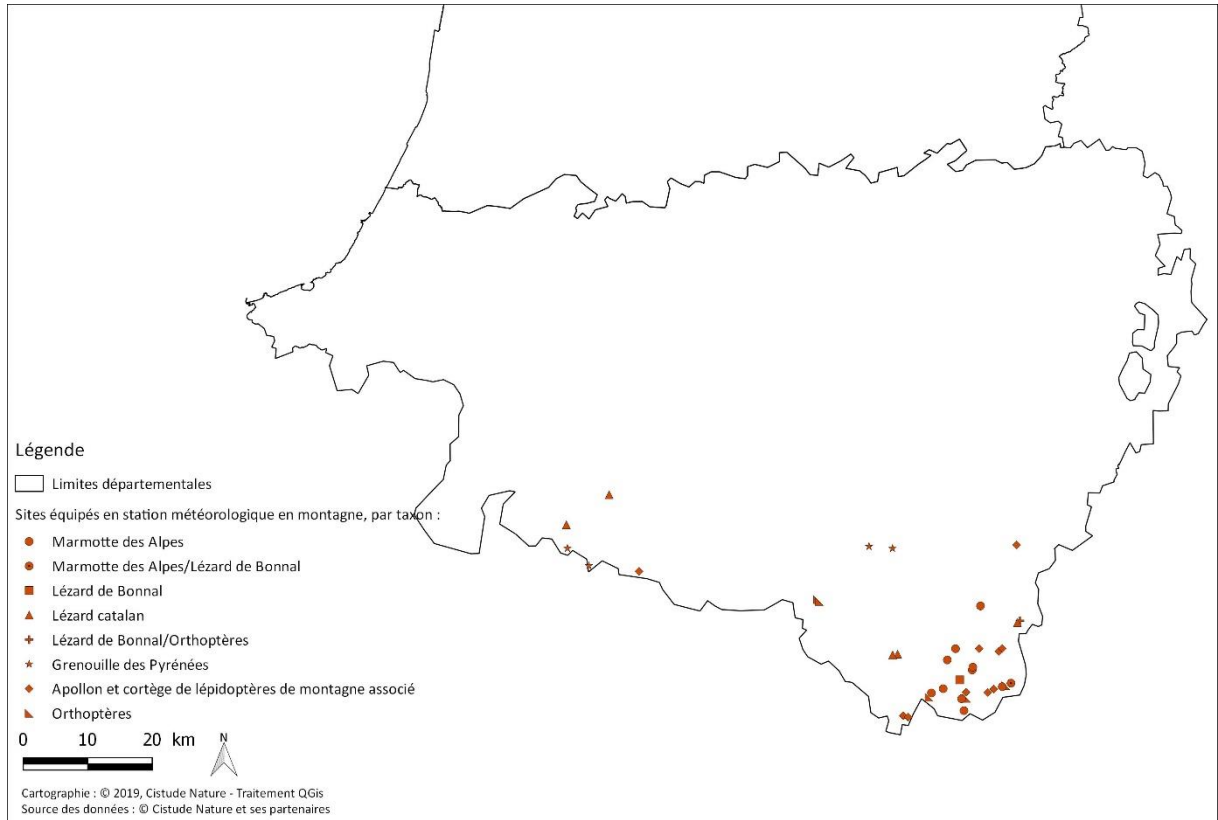 Légende
Limites départementales
Sites équipés en station météorologique en montagne, par taxon :
Marmotte des Alpes
Marmotte des Alpes/Lézard de Bonnal
Lézard de Bonnal
Lézard catalan
Lézard de Bonnal/Orthoptères
Grenouille des Pyrénées
Apollon et cortège de lépidoptères de montagne associé
Orthoptères
0 10 20 km
N
Cartographie : © 2019, Cistude Nature - Traitement QGis
Source des données : © Cistude Nature et ses partenaires